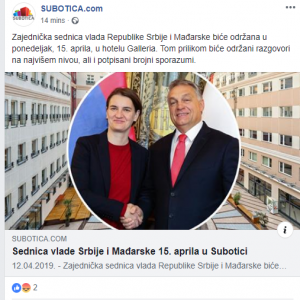 SUBOTICA.com
14 mins ·
Zajednička sednica vlada Republike Srbije i Mađarske biće održana u
ponedeljak, 15. aprila, u hotelu Galleria. Tom prilikom biće održani razgovori
na najvišem nivou, ali i potpisani brojni sporazumi.
SUBOTICA.COM
Sednica vlade Srbije i Mađarske 15. aprila u Subotici
12.04.2019. - Zajednička sednica vlada Republike Srbije i Mađarske biće...
2